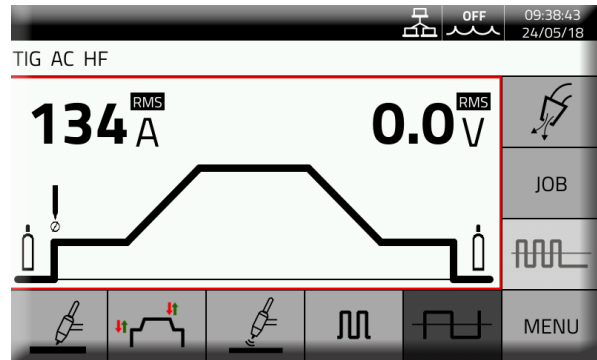 OFF 09:38:43
24/05/18
TIG AC HF
134 RMS A 0.0 RMS V
JOB
MENU